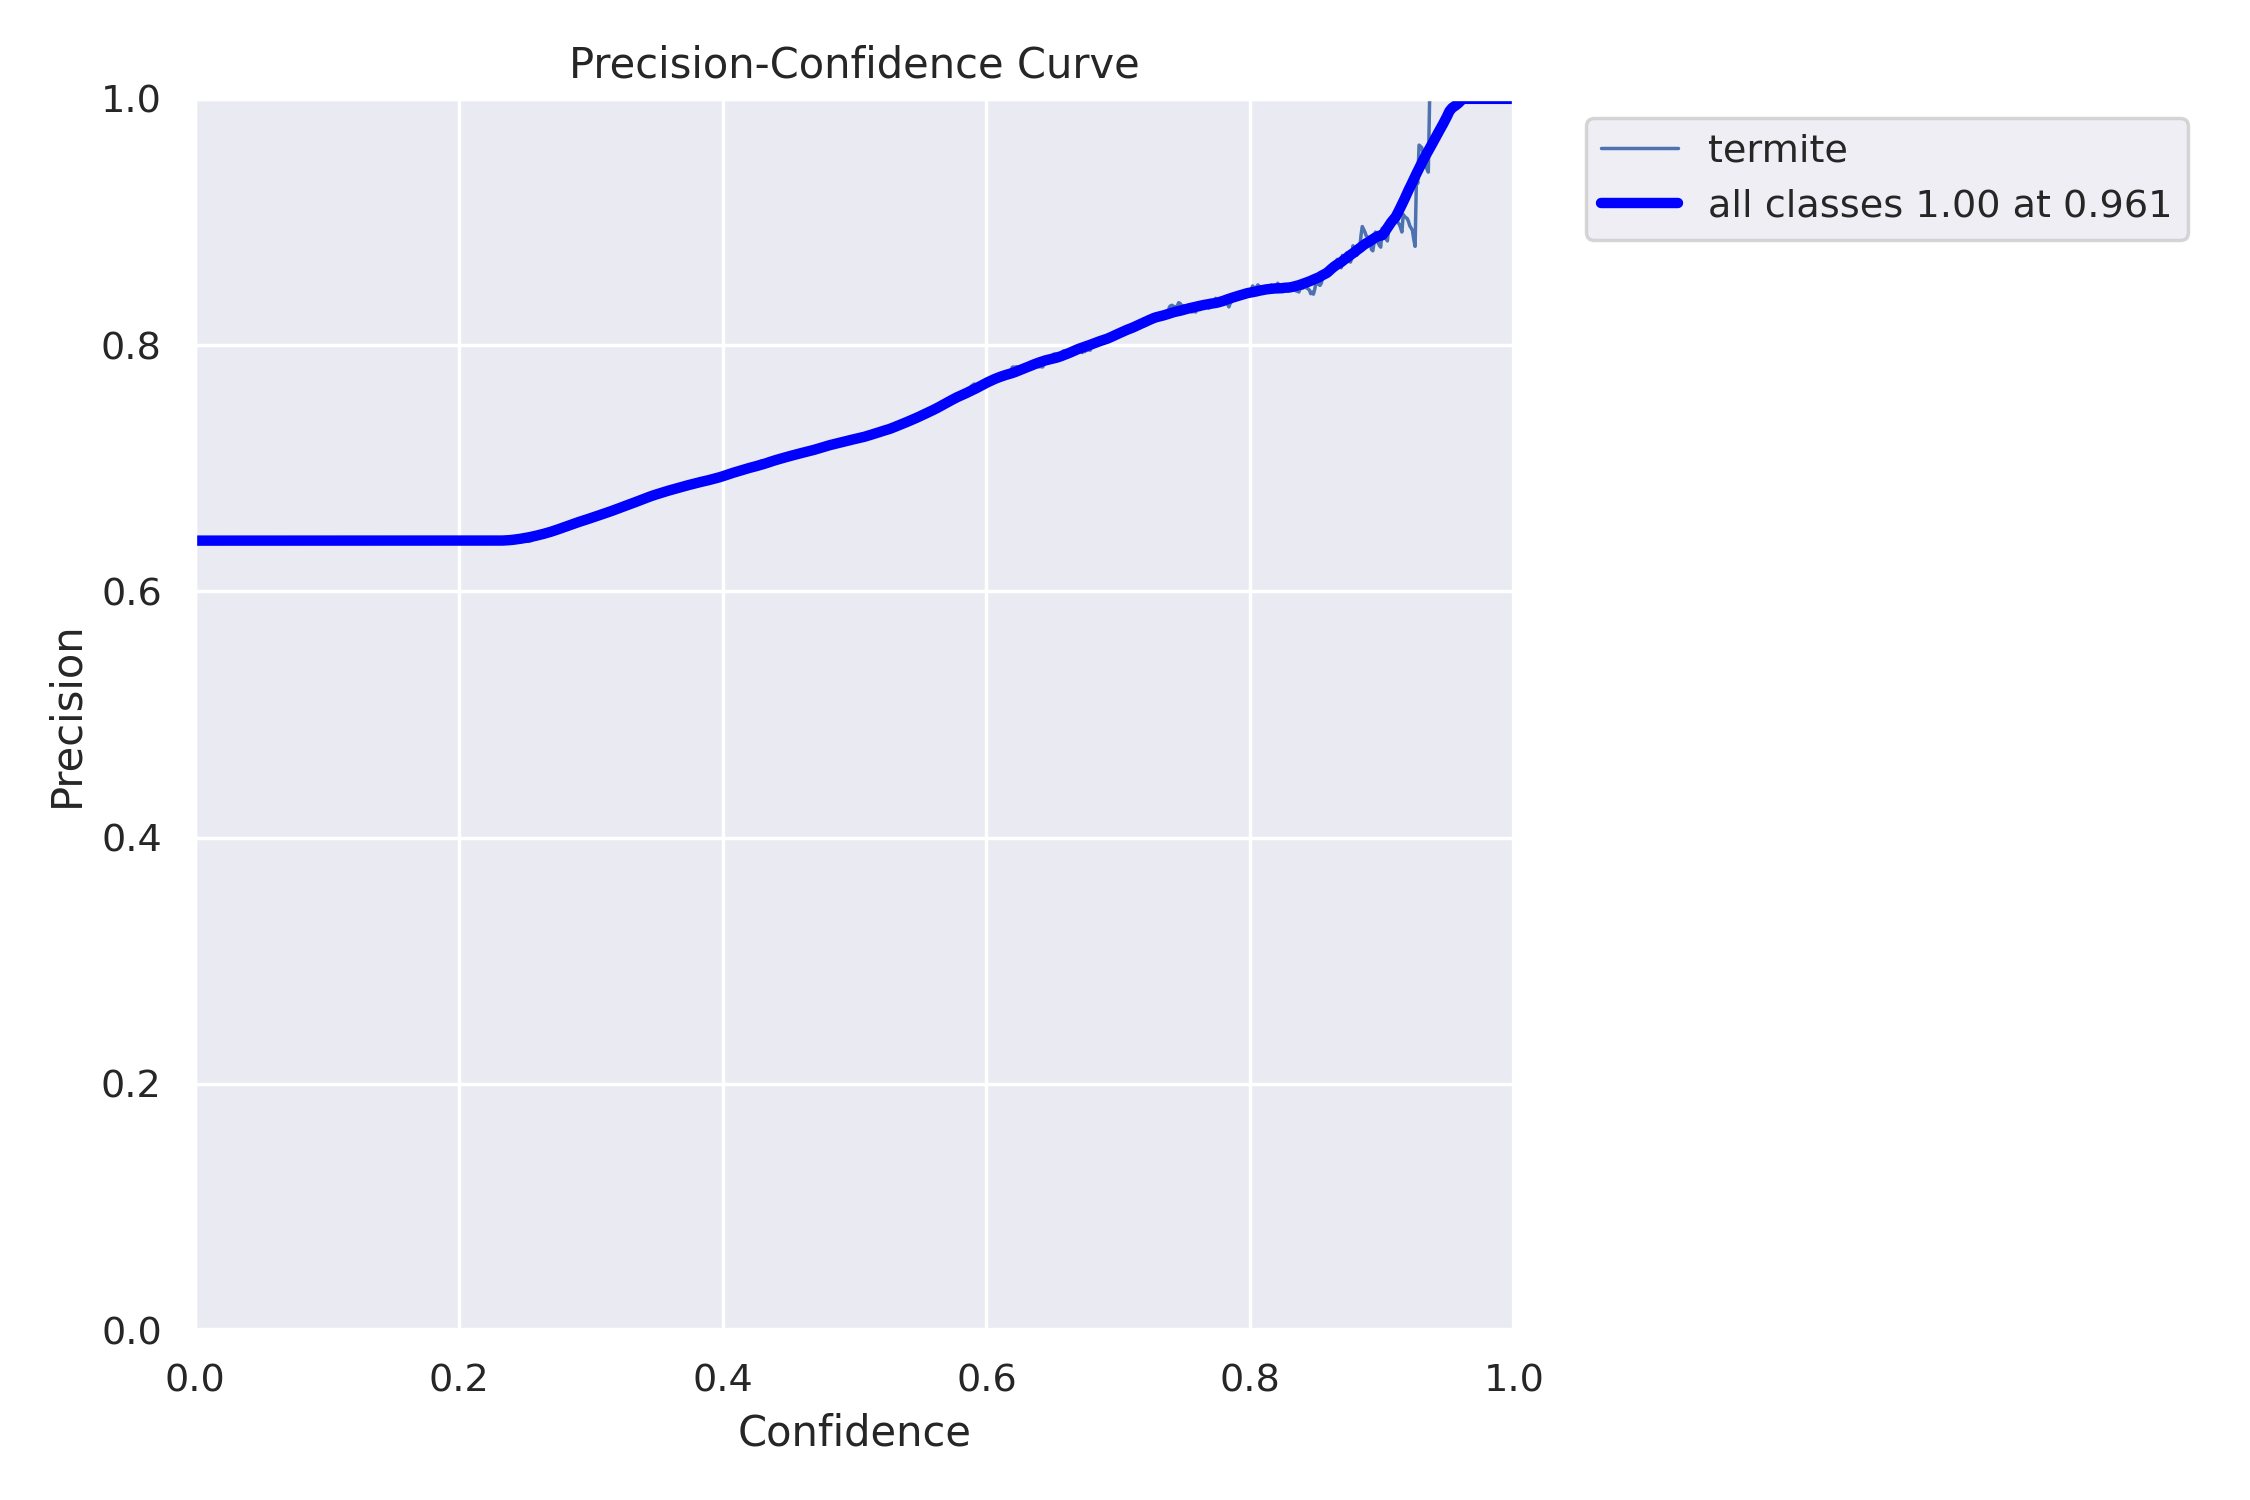 Precision-Confidence Curve
1.0
0.8
0.6
0.4
0.2
0.0
Precision
0.0 0.2 0.4 0.6 0.8 1.0
Confidence
termite
all classes 1.00 at 0.961